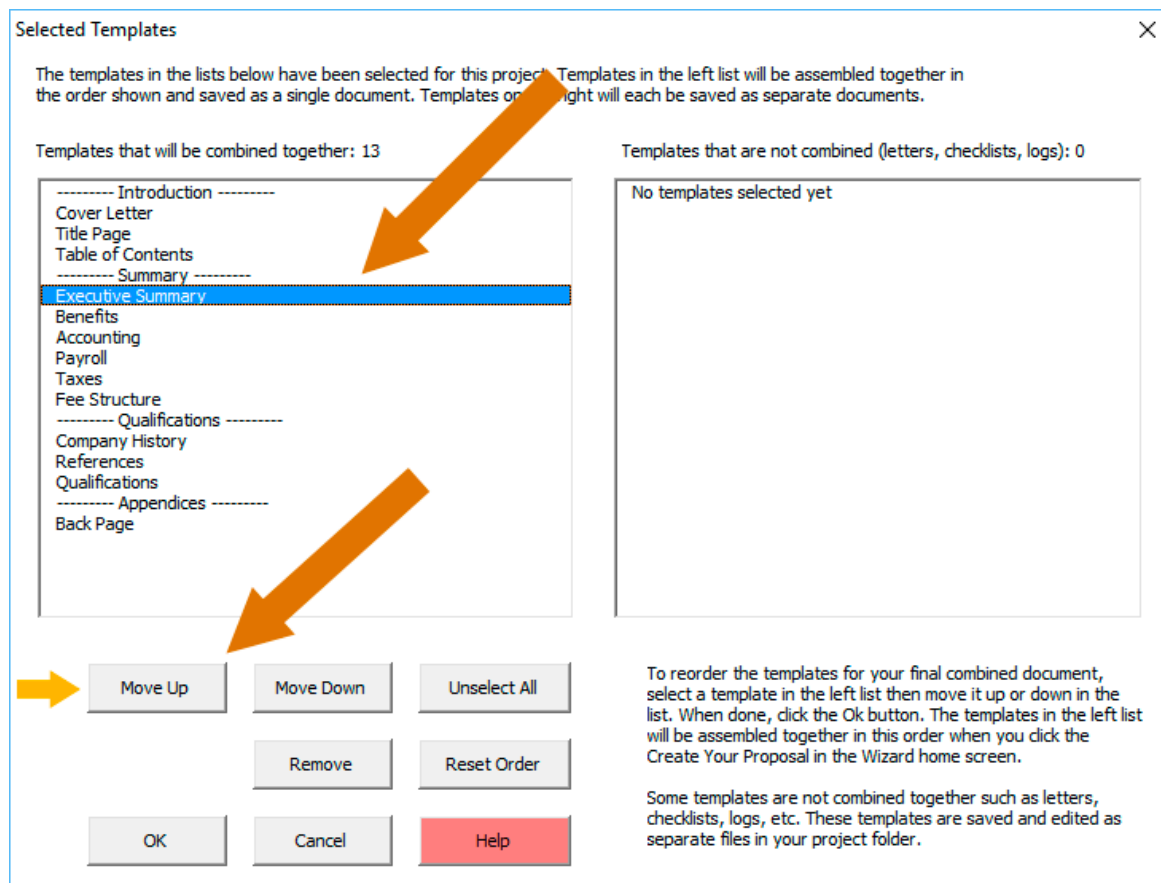 Selected Templates
The templates in the lists below have been selected for this project. Templates in the left list will be assembled together in
the order shown and saved as a single document. Templates on ight will each be saved as separate documents.
Templates that will be combined together: 13
--------- Introduction ---------
Cover Letter
Title Page
Table of Contents
--------- Summary ---------
Executive Summary
Benefits
Accounting
Payroll
Taxes
Fee Structure
--------- Qualifications ---------
Company History
References
Qualifications
--------- Appendices ---------
Back Page
Templates that are not combined (letters, checklists, logs): 0
No templates selected yet
Move Up
Move Down
Unselect All
Remove
Reset Order
OK
Cancel
Help
To reorder the templates for your final combined document,
select a template in the left list then move it up or down in the
list. When done, click the Ok button. The templates in the left list
will be assembled together in this order when you click the
Create Your Proposal in the Wizard home screen.
Some templates are not combined together such as letters,
checklists, logs, etc. These templates are saved and edited as
separate files in your project folder.